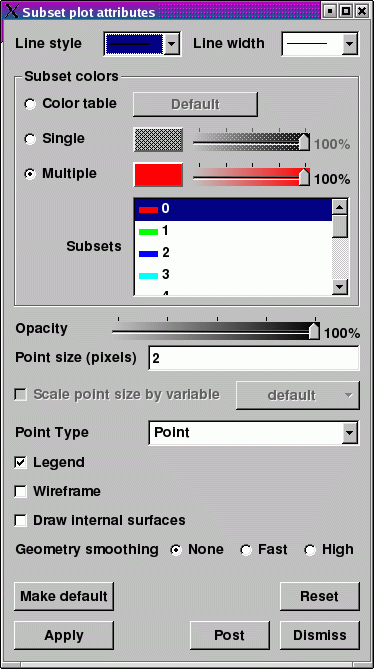 Subset plot attributes
Line style Line width
Subset colors
Color table Default
Single 100%
Multiple 100%
Subsets
0
1
2
3
Opacity 100%
Point size (pixels) 2
Scale point size by variable default
Point Type Point
Legend
Wireframe
Draw internal surfaces
Geometry smoothing None Fast High
Make default Reset
Apply Post Dismiss